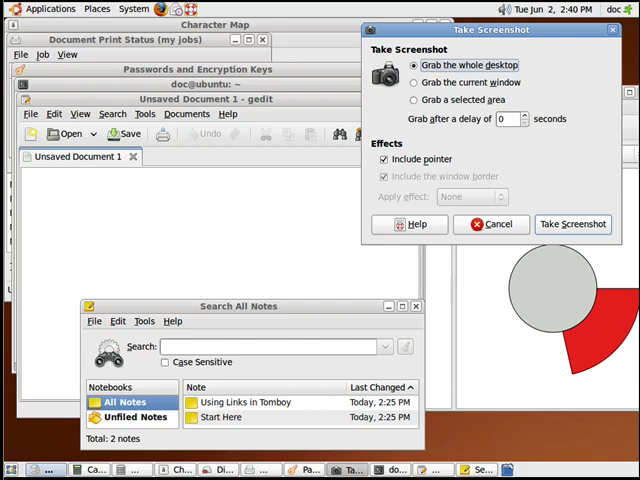 Applications Places System
Tue Jun 2, 2:40 PM doc
Character Map
Document Print Status (my jobs)
File Job View
Passwords and Encryption Keys
doc@ubuntu: ~
Unsaved Document 1 - gedit
File Edit View Search Tools Documents Help
Open Save Undo
Unsaved Document 1
Take Screenshot
Take Screenshot
Grab the whole desktop
Grab the current window
Grab a selected area
Grab after a delay of 0 seconds
Effects
Include pointer
Include the window border
Apply effect: None
Help Cancel Take Screenshot
Search All Notes
File Edit Tools Help
Search:
Case Sensitive
Notebooks Note Last Changed
All Notes Using Links in Tomboy Today, 2:25 PM
Unfiled Notes Start Here Today, 2:25 PM
Total: 2 notes
... Ca... ... Ch... Di... ... Pa... Ta... do... ... Se...